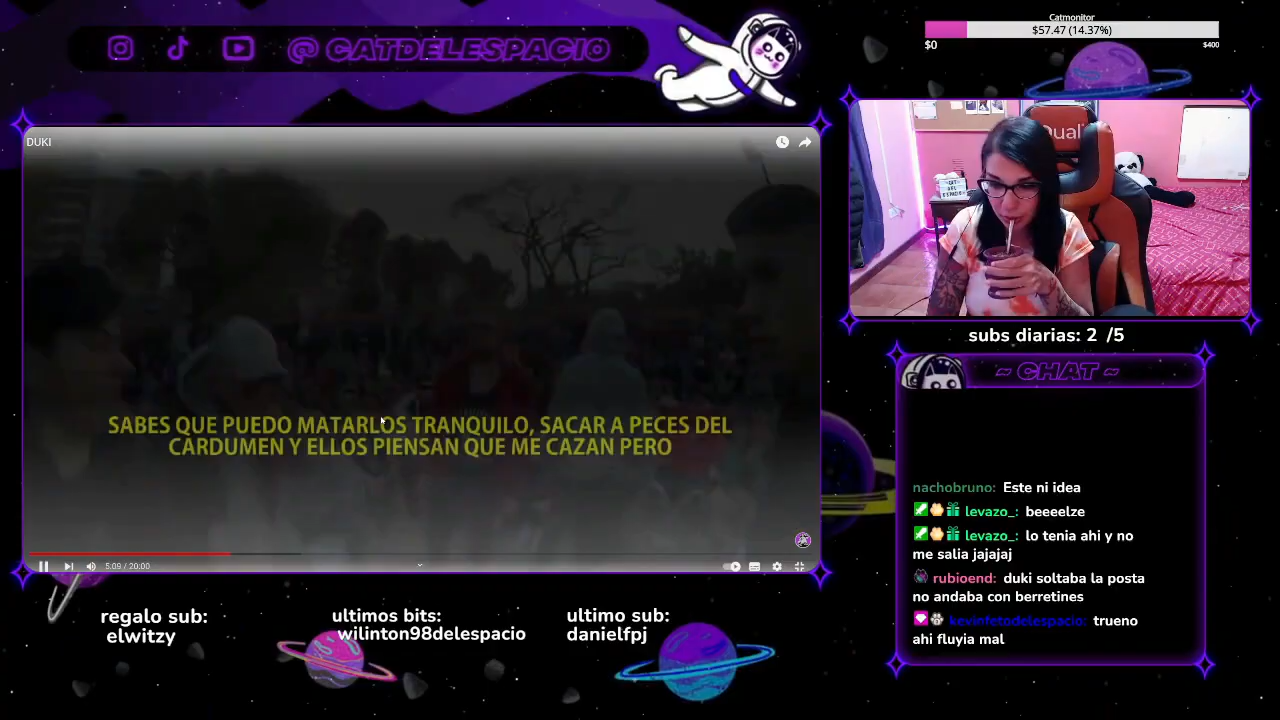 @ CATDELESPACIO
Catmonitor
$57.47 (14.37%)
$0
$400
DUKI
SABES QUE PUEDO MATARLOS TRANQUILO, SACAR A PECES DEL
CARDUMEN Y ELLOS PIENSAN QUE ME CAZAN PERO
5:09 / 20:00
subs diarias: 2 /5
~ CHAT ~
nachobruno: Este ni idea
levazo_: beeeelze
levazo_: lo tenia ahi y no
me salia jajajaj
rubioend: duki soltaba la posta
no andaba con berretines
kevinfetodelespacio: trueno
ahi fluyia mal
regalo sub:
elwitzy
ultimos bits:
wilinton98delespacio
ultimo sub:
danielfpj